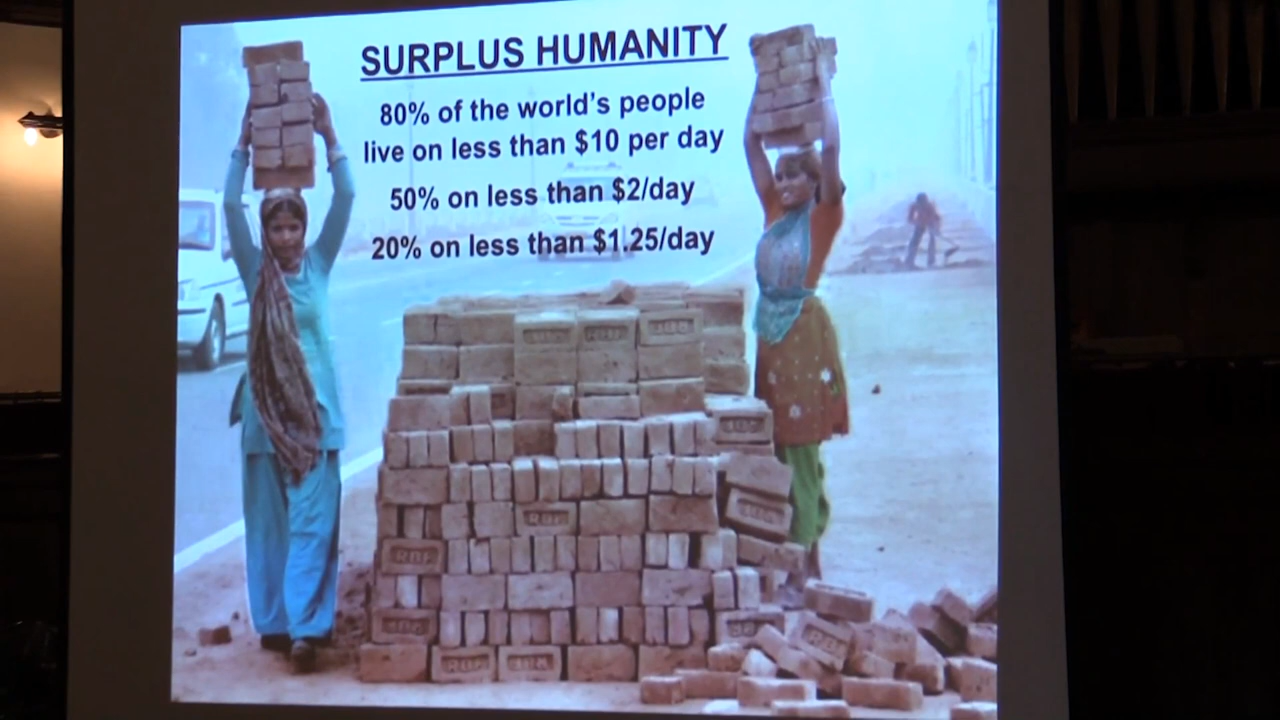 SURPLUS HUMANITY
80% of the world's people
live on less than $10 per day
50% on less than $2/day
20% on less than $1.25/day